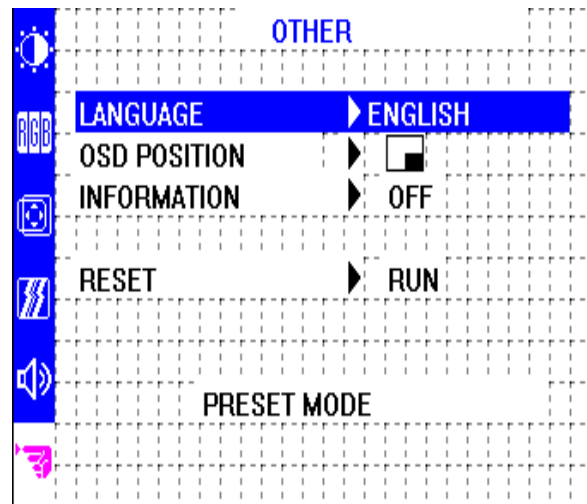 OTHER
LANGUAGE ENGLISH
RGB
OSD POSITION
INFORMATION OFF
RESET RUN
PRESET MODE